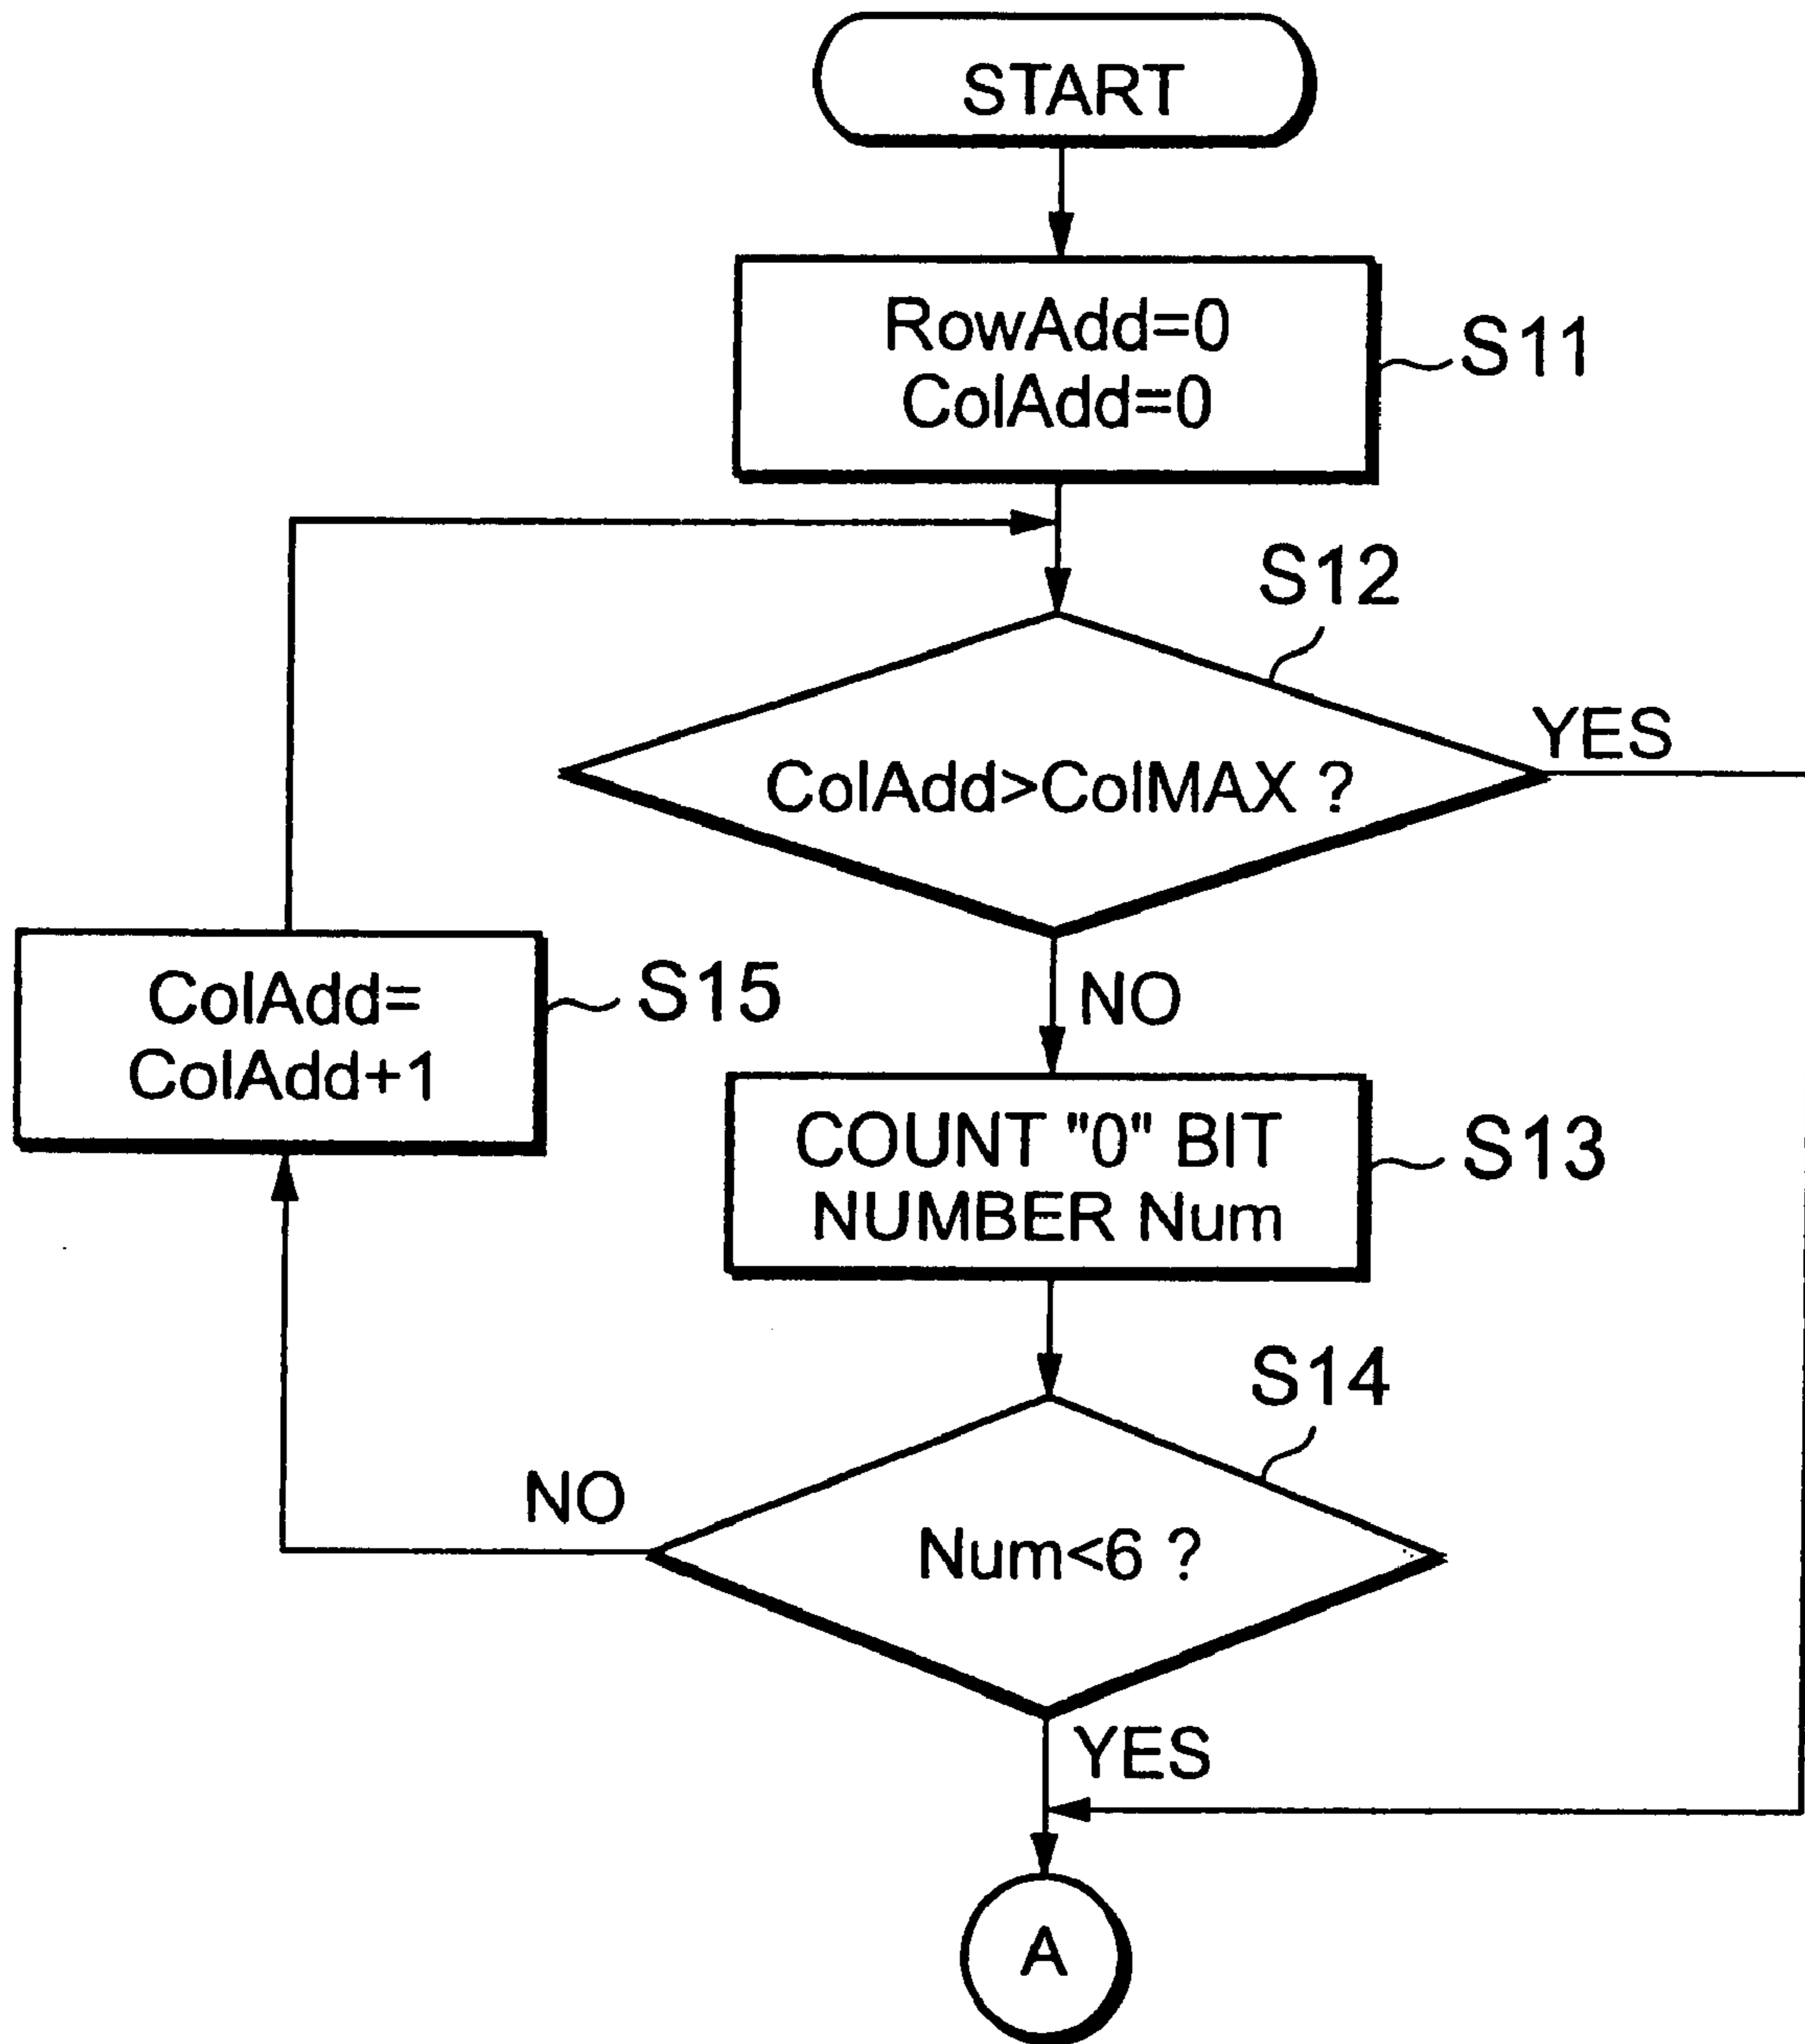 START
RowAdd=0
ColAdd=0
S11
S12
ColAdd>ColMAX ?
YES
NO
ColAdd=
ColAdd+1
S15
COUNT "0" BIT
NUMBER Num
S13
S14
Num<6 ?
NO
YES
A